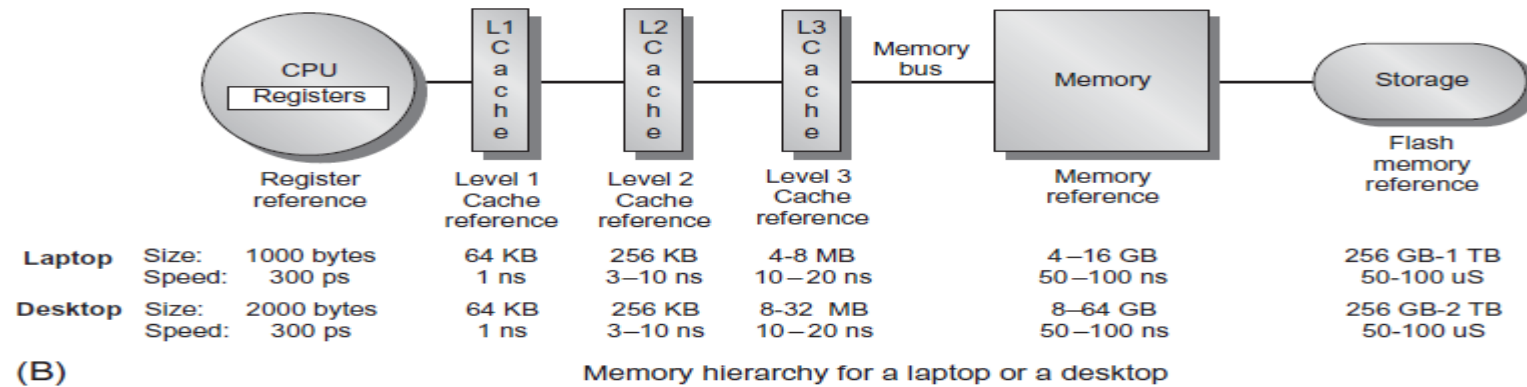 CPU
Registers
L1
C
a
c
h
e
L2
C
a
c
h
e
L3
C
a
c
h
e
Memory
bus
Memory
Storage
Register
reference
Level 1
Cache
reference
Level 2
Cache
reference
Level 3
Cache
reference
Memory
reference
Flash
memory
reference
Laptop Size: 1000 bytes 64 KB 256 KB 4-8 MB 4–16 GB 256 GB-1 TB
Speed: 300 ps 1 ns 3–10 ns 10–20 ns 50–100 ns 50-100 uS
Desktop Size: 2000 bytes 64 KB 256 KB 8-32 MB 8–64 GB 256 GB-2 TB
Speed: 300 ps 1 ns 3–10 ns 10–20 ns 50–100 ns 50-100 uS
(B) Memory hierarchy for a laptop or a desktop